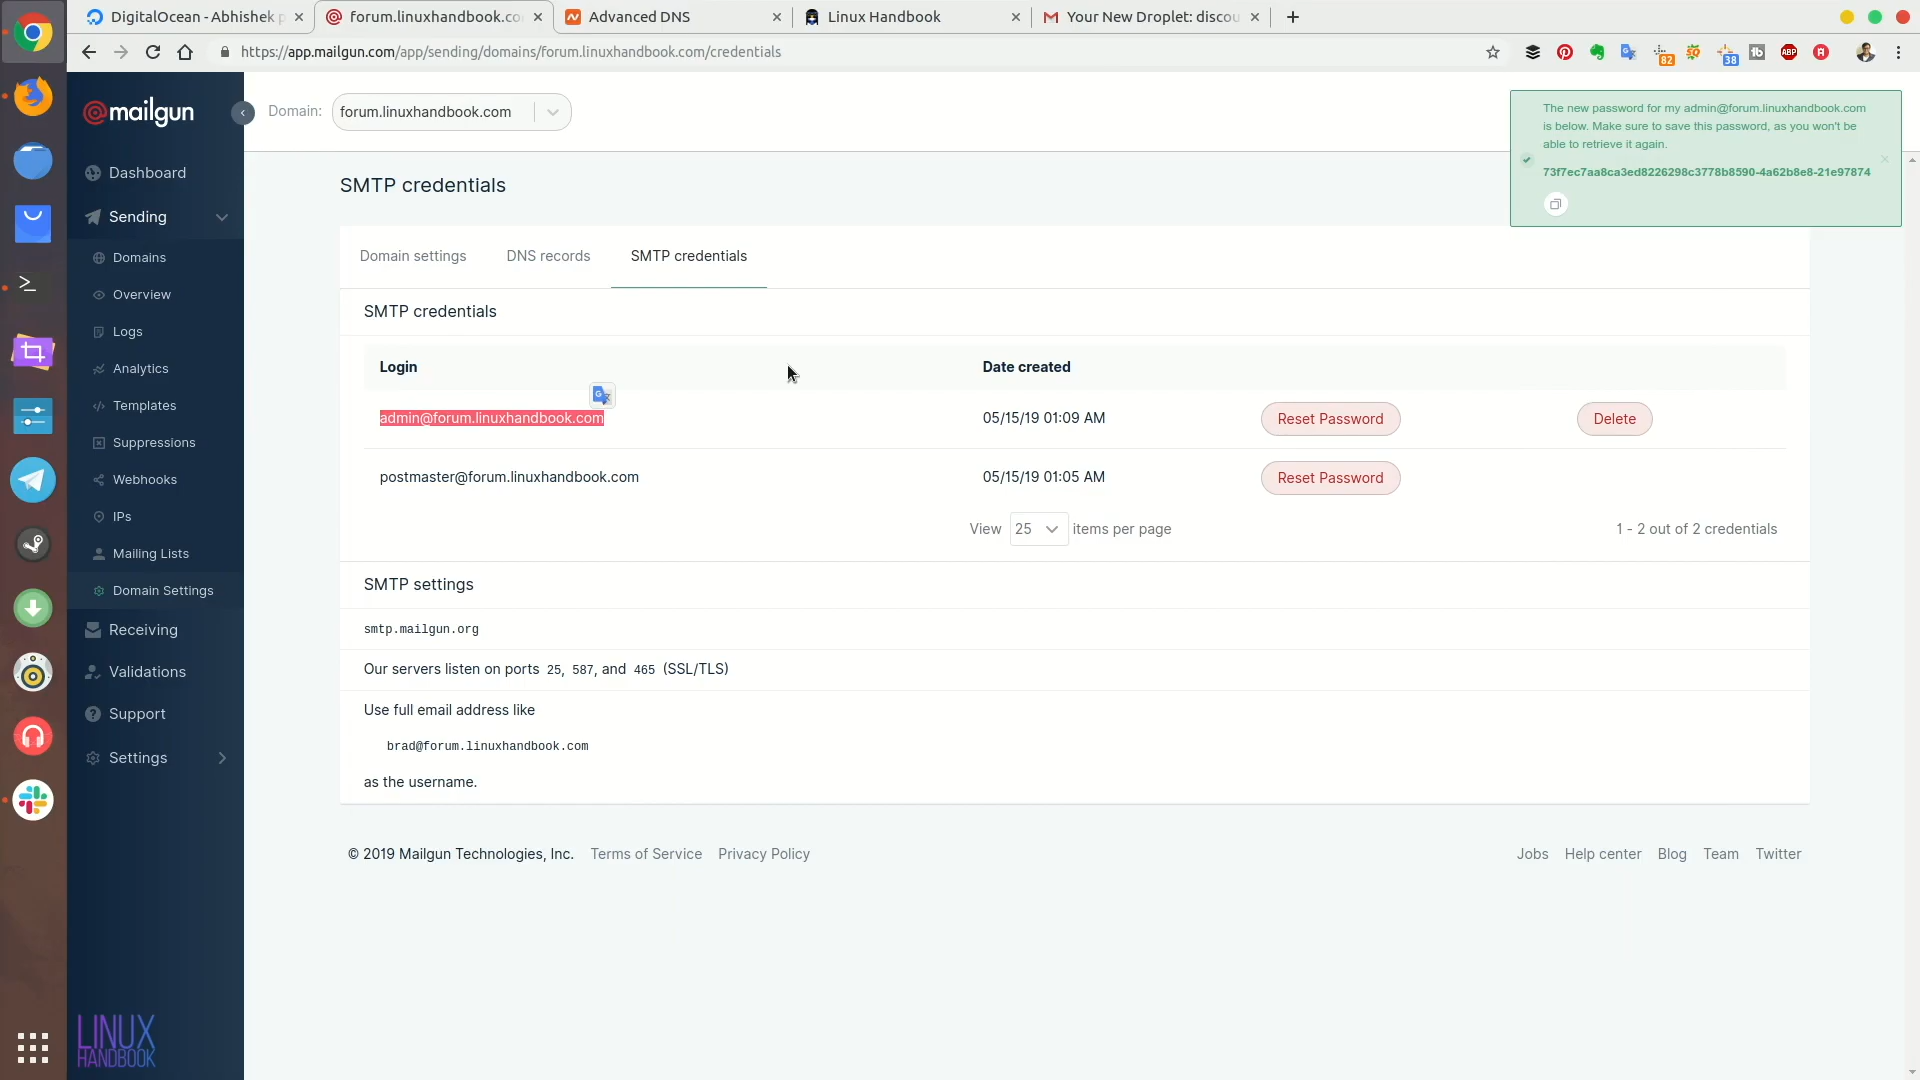 DigitalOcean - Abhishek p
forum.linuxhandbook.co
Advanced DNS
Linux Handbook
Your New Droplet: discou
https://app.mailgun.com/app/sending/domains/forum.linuxhandbook.com/credentials
82
38
tb
ABP
mailgun
Domain:
forum.linuxhandbook.com
The new password for my admin@forum.linuxhandbook.com
is below. Make sure to save this password, as you won't be
able to retrieve it again.
73f7ec7aa8ca3ed8226298c3778b8590-4a62b8e8-21e97874
Dashboard
Sending
Domains
Overview
Logs
Analytics
Templates
Suppressions
Webhooks
IPs
Mailing Lists
Domain Settings
Receiving
Validations
Support
Settings
SMTP credentials
Domain settings
DNS records
SMTP credentials
SMTP credentials
Login
Date created
admin@forum.linuxhandbook.com
05/15/19 01:09 AM
Reset Password
Delete
postmaster@forum.linuxhandbook.com
05/15/19 01:05 AM
Reset Password
View 25 items per page
1 - 2 out of 2 credentials
SMTP settings
smtp.mailgun.org
Our servers listen on ports 25, 587, and 465 (SSL/TLS)
Use full email address like
brad@forum.linuxhandbook.com
as the username.
© 2019 Mailgun Technologies, Inc.
Terms of Service
Privacy Policy
Jobs
Help center
Blog
Team
Twitter
LINUX
HANDBOOK